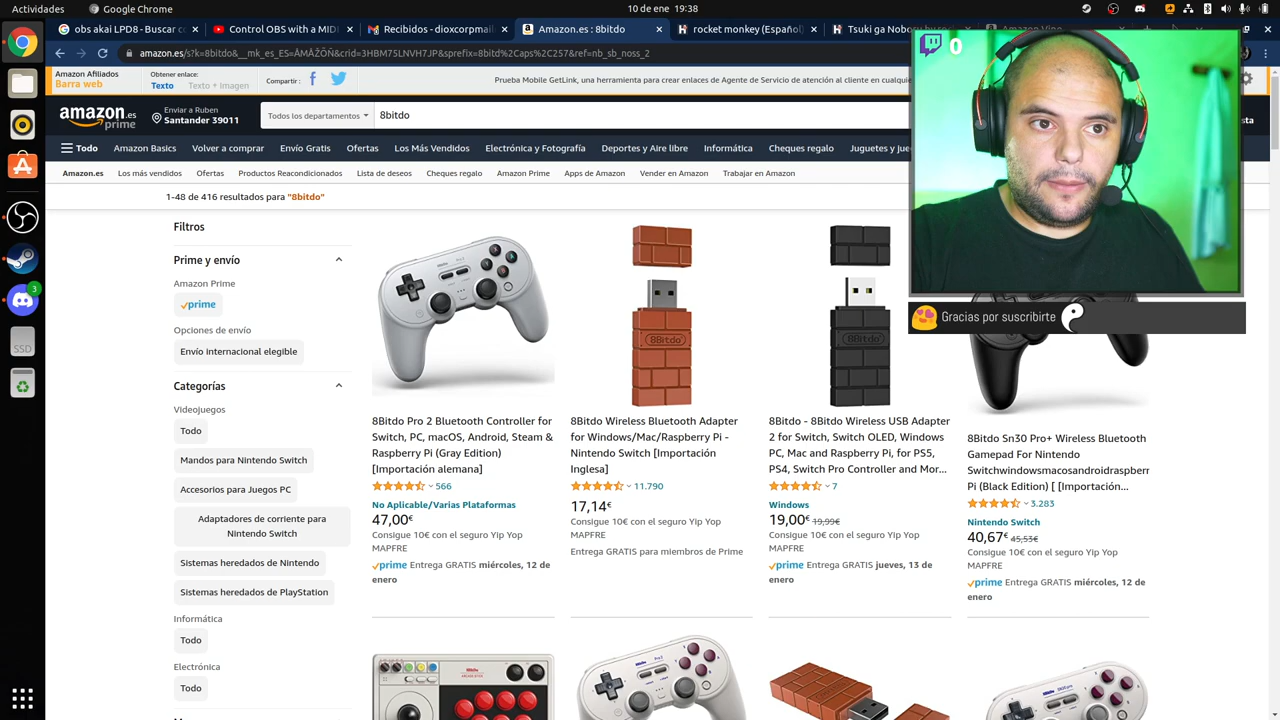 Actividades
Google Chrome
10 de ene 19:38
obs akai LPD8 - Buscar co
Control OBS with a MIDI
Recibidos - dioxcorpmail
Amazon.es : 8bitdo
rocket monkey (Español)
Tsuki ga Noboru
Amazon Vine
amazon.es/s?k=8bitdo&__mk_es_ES=ÅMÅŽÕÑ&crid=3HBM75LNVH7JP&sprefix=8bitd%2Caps%2C257&ref=nb_sb_noss_2
Amazon Afiliados
Barra web
Obtener enlace:
Texto
Texto + Imagen
Compartir :
Prueba Mobile GetLink, una herramienta para crear enlaces de Agente de Servicio de atención al cliente en cualquie
0
amazon.es
prime
Enviar a Ruben
Santander 39011
Todos los departamentos
8bitdo
Todo
Amazon Basics
Volver a comprar
Envío Gratis
Ofertas
Los Más Vendidos
Electrónica y Fotografía
Deportes y Aire libre
Informática
Cheques regalo
Juguetes y jue
Amazon.es
Los más vendidos
Ofertas
Productos Reacondicionados
Lista de deseos
Cheques regalo
Amazon Prime
Apps de Amazon
Vender en Amazon
Trabajar en Amazon
1-48 de 416 resultados para "8bitdo"
Gracias por suscribirte
3
SSD
Filtros
Prime y envío
Amazon Prime
prime
Opciones de envío
Envío internacional elegible
Categorías
Videojuegos
Todo
Mandos para Nintendo Switch
Accesorios para Juegos PC
Adaptadores de corriente para
Nintendo Switch
Sistemas heredados de Nintendo
Sistemas heredados de PlayStation
Informática
Todo
Electrónica
Todo
8Bitdo Pro 2 Bluetooth Controller for
Switch, PC, macOS, Android, Steam &
Raspberry Pi (Gray Edition)
[Importación alemana]
566
No Aplicable/Varias Plataformas
47,00€
Consigue 10€ con el seguro Yip Yop
MAPFRE
prime Entrega GRATIS miércoles, 12 de
enero
8Bitdo
8Bitdo Wireless Bluetooth Adapter
for Windows/Mac/Raspberry Pi -
Nintendo Switch [Importación
Inglesa]
11.790
17,14€
Consigue 10€ con el seguro Yip Yop
MAPFRE
Entrega GRATIS para miembros de Prime
8Bitdo
8Bitdo - 8Bitdo Wireless USB Adapter
2 for Switch, Switch OLED, Windows
PC, Mac and Raspberry Pi, for PS5,
PS4, Switch Pro Controller and Mor...
7
Windows
19,00€ 19,99€
Consigue 10€ con el seguro Yip Yop
MAPFRE
prime Entrega GRATIS jueves, 13 de
enero
8Bitdo Sn30 Pro+ Wireless Bluetooth
Gamepad For Nintendo
Switchwindowsmacosandroidraspberr
Pi (Black Edition) [ [Importación...
3.283
Nintendo Switch
40,67€ 45,53€
Consigue 10€ con el seguro Yip Yop
MAPFRE
prime Entrega GRATIS miércoles, 12 de
enero